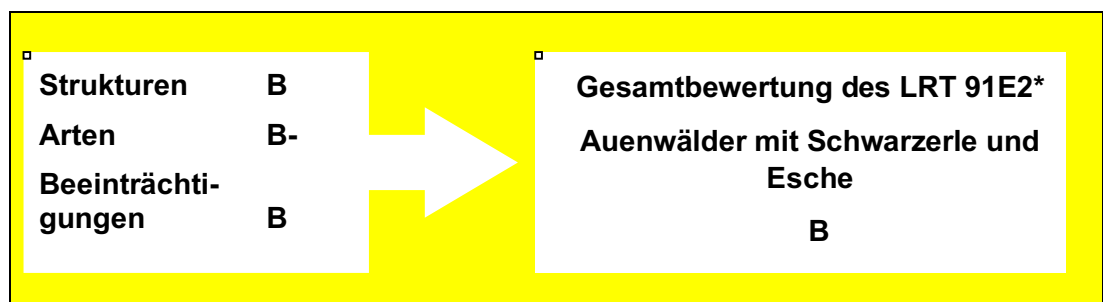 Strukturen B
Arten B-
Beeinträchti-
gungen B
Gesamtbewertung des LRT 91E2*
Auenwälder mit Schwarzerle und
Esche
B